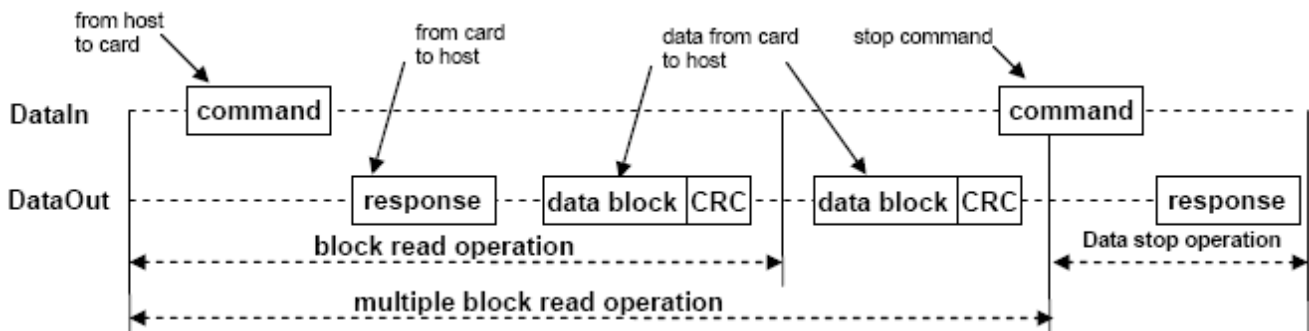 from host
to card
from card
to host
data from card
to host
stop command
DataIn
command
command
DataOut
response
data block
CRC
data block
CRC
response
block read operation
Data stop operation
multiple block read operation